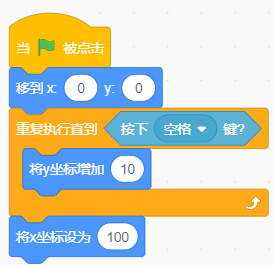 当 被点击
移到 x: 0 y: 0
重复执行直到 按下 空格 键?
将y坐标增加 10
将x坐标设为 100